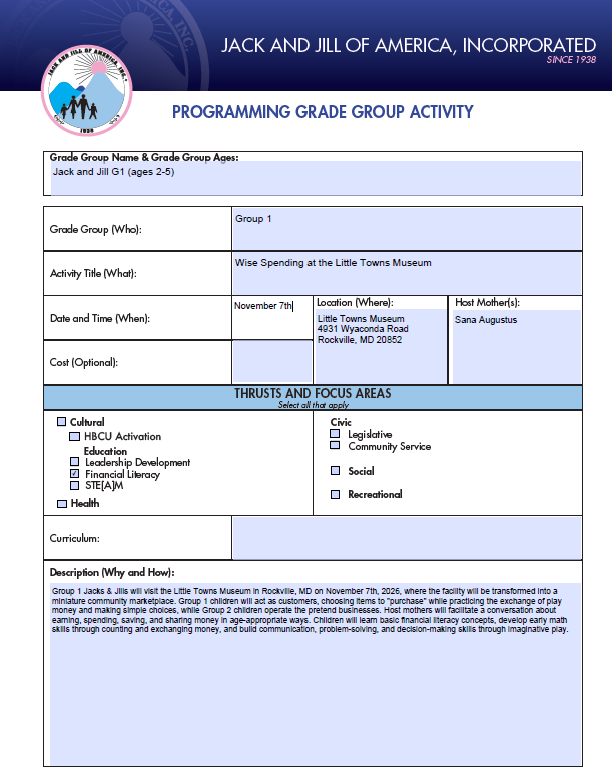 JACK AND JILL OF AMERICA, INCORPORATED
SINCE 1938
JACK AND JILL OF AMERICA, INC.
1938
PROGRAMMING GRADE GROUP ACTIVITY
Grade Group Name & Grade Group Ages:
Jack and Jill G1 (ages 2-5)
Grade Group (Who):
Group 1
Activity Title (What):
Wise Spending at the Little Towns Museum
Date and Time (When):
November 7th
Location (Where):
Little Towns Museum
4931 Wyaconda Road
Rockville, MD 20852
Host Mother(s):
Sana Augustus
Cost (Optional):
THRUSTS AND FOCUS AREAS
Select all that apply
Cultural
HBCU Activation
Education
Leadership Development
Financial Literacy
STE[A]M
Health
Civic
Legislative
Community Service
Social
Recreational
Curriculum:
Description (Why and How):
Group 1 Jacks & Jills will visit the Little Towns Museum in Rockville, MD on November 7th, 2026, where the facility will be transformed into a
miniature community marketplace. Group 1 children will act as customers, choosing items to "purchase" while practicing the exchange of play
money and making simple choices, while Group 2 children operate the pretend businesses. Host mothers will facilitate a conversation about
earning, spending, saving, and sharing money in age-appropriate ways. Children will learn basic financial literacy concepts, develop early math
skills through counting and exchanging money, and build communication, problem-solving, and decision-making skills through imaginative play.